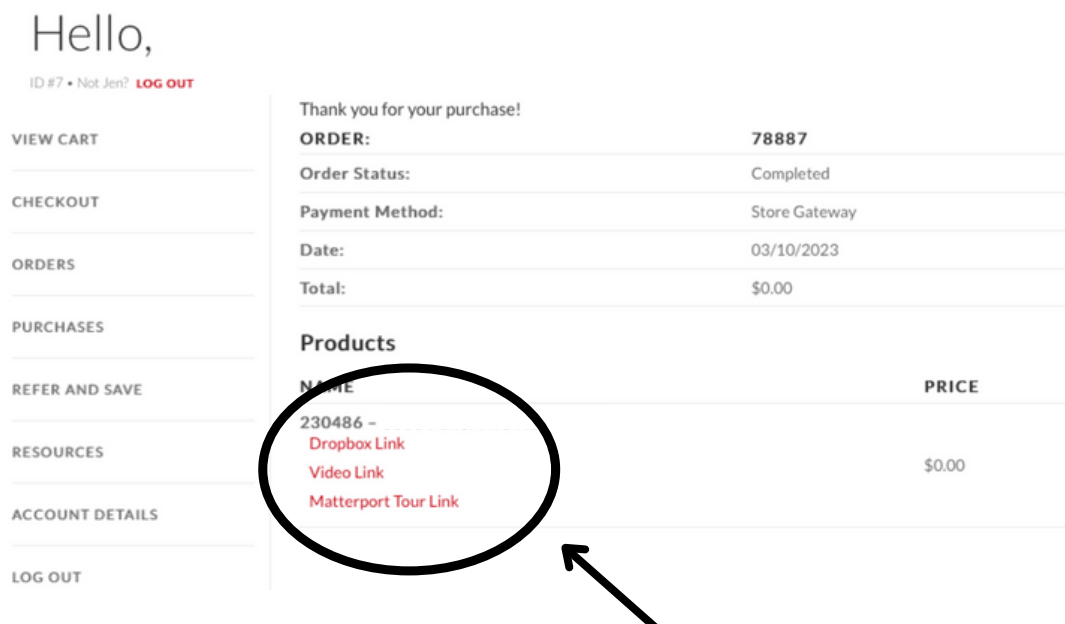 Hello,
ID #7 • Not Jen? LOG OUT
VIEW CART
CHECKOUT
ORDERS
PURCHASES
REFER AND SAVE
RESOURCES
ACCOUNT DETAILS
LOG OUT
Thank you for your purchase!
ORDER: 78887
Order Status: Completed
Payment Method: Store Gateway
Date: 03/10/2023
Total: $0.00
Products
NAME PRICE
230486 –
Dropbox Link
Video Link
Matterport Tour Link
$0.00